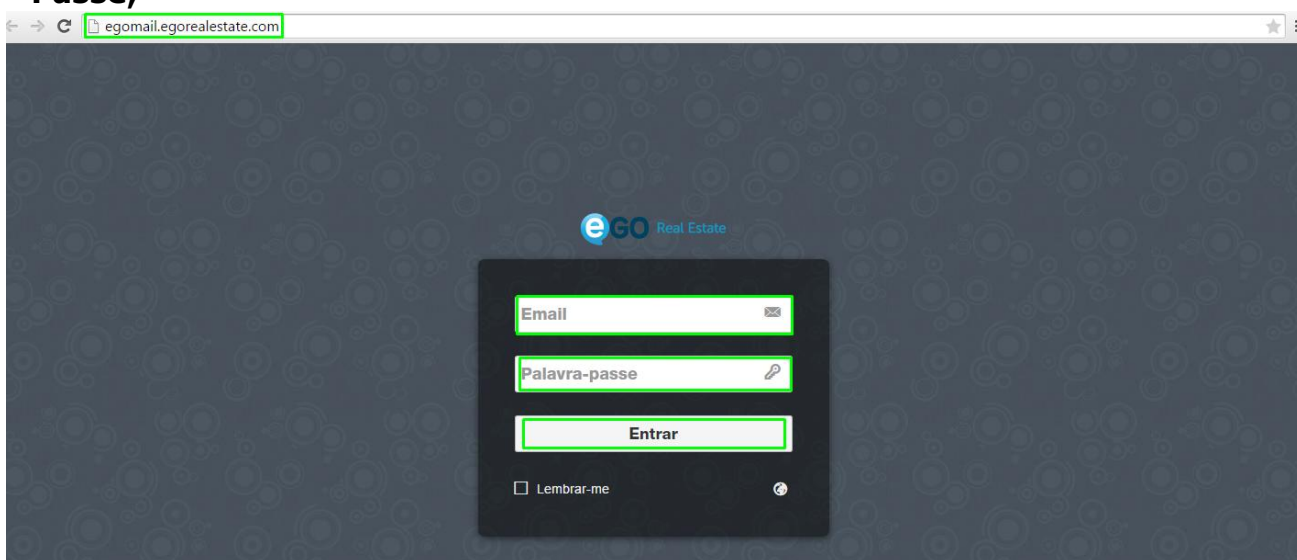 Passe,
egomail.egorealestate.com
eGO Real Estate
Email
Palavra-passe
Entrar
Lembrar-me